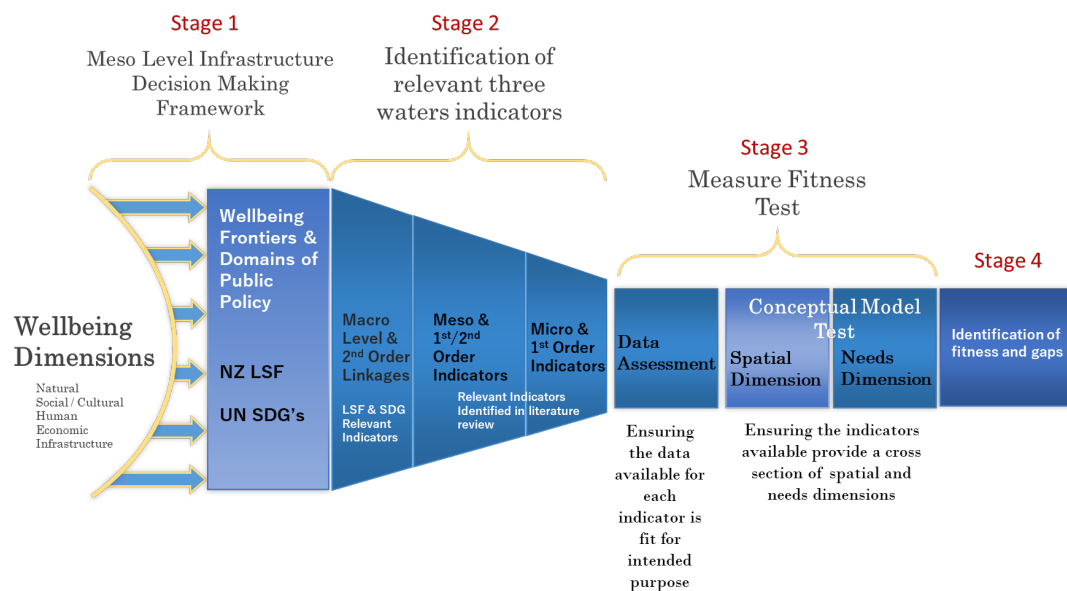 Stage 1
Meso Level Infrastructure
Decision Making
Framework
Stage 2
Identification of
relevant three
waters indicators
Stage 3
Measure Fitness
Test
Stage 4
Wellbeing
Dimensions
Natural
Social / Cultural
Human
Economic
Infrastructure
Wellbeing
Frontiers &
Domains of
Public
Policy
NZ LSF
UN SDG's
Macro
Level &
2nd Order
Linkages
LSF & SDG
Relevant
Indicators
Meso &
1st/2nd
Order
Indicators
Micro &
1st Order
Indicators
Relevant Indicators
Identified in literature
review
Data
Assessment
Conceptual Model
Test
Spatial
Dimension
Needs
Dimension
Identification of
fitness and gaps
Ensuring
the data
available for
each
indicator is
fit for
intended
purpose
Ensuring the indicators
available provide a cross
section of spatial and
needs dimensions